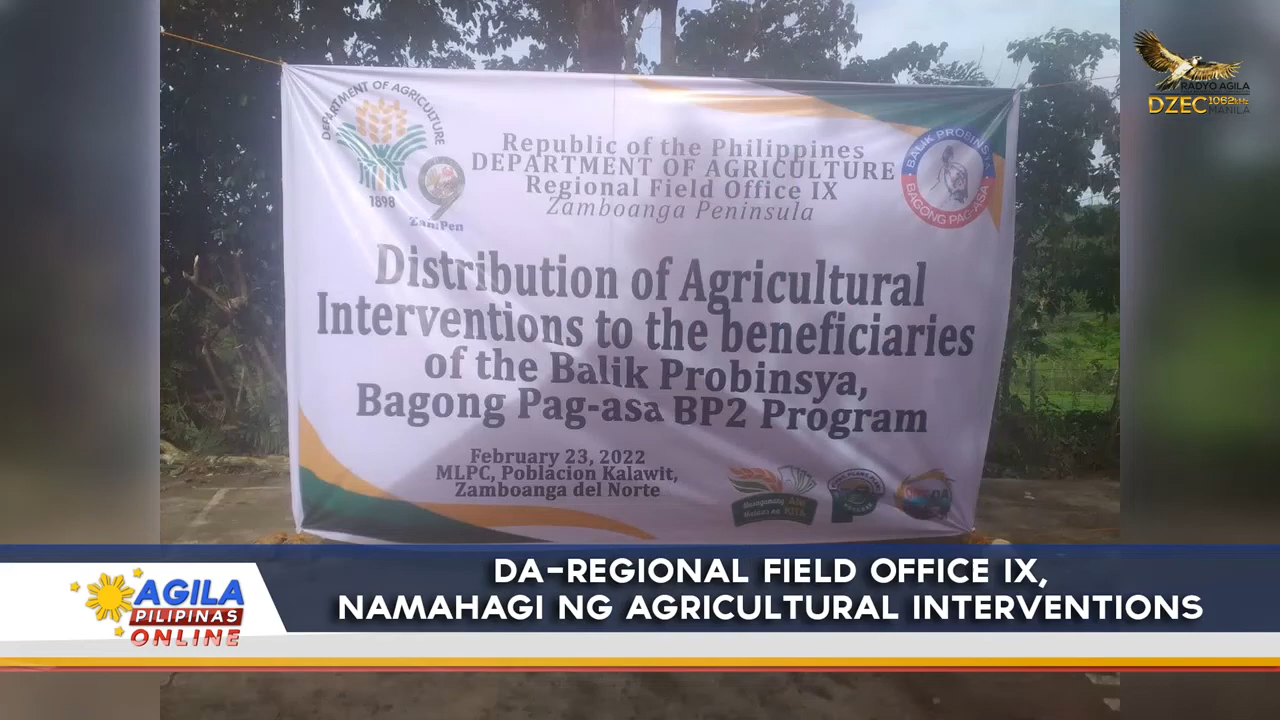 RADYO AGILA
DZEC 1062kHz
MANILA
DEPARTMENT OF AGRICULTURE
1898
9
ZamPen
Republic of the Philippines
DEPARTMENT OF AGRICULTURE
Regional Field Office IX
Zamboanga Peninsula
BALIK PROBINSYA
BAGONG PAG-ASA
Distribution of Agricultural
Interventions to the beneficiaries
of the Balik Probinsya,
Bagong Pag-asa BP2 Program
February 23, 2022
MLPC, Poblacion Kalawit,
Zamboanga del Norte
AGILA
PILIPINAS
ONLINE
DA-REGIONAL FIELD OFFICE IX,
NAMAHAGI NG AGRICULTURAL INTERVENTIONS